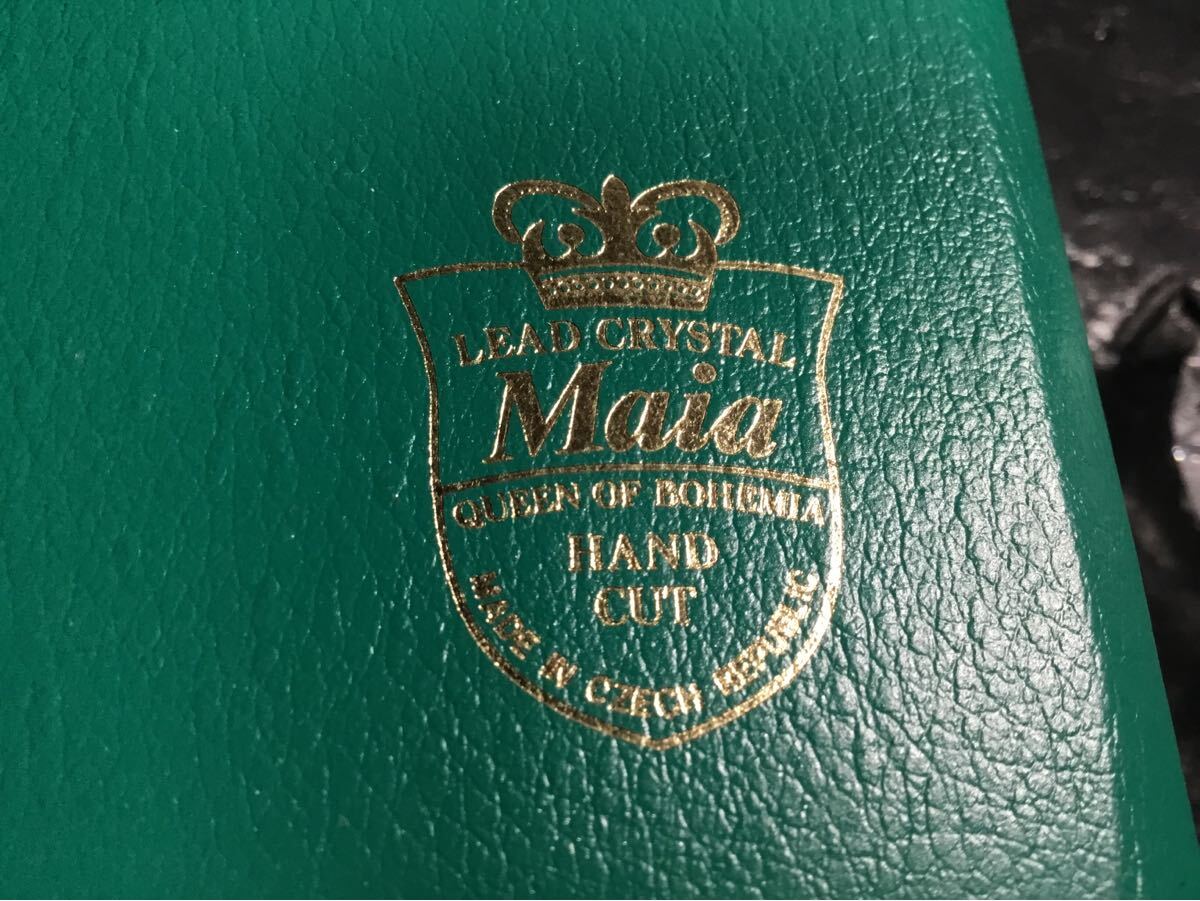 LEAD CRYSTAL
Maia
QUEEN OF BOHEMIA
HAND
CUT
MADE IN CZECH REPUBLIC